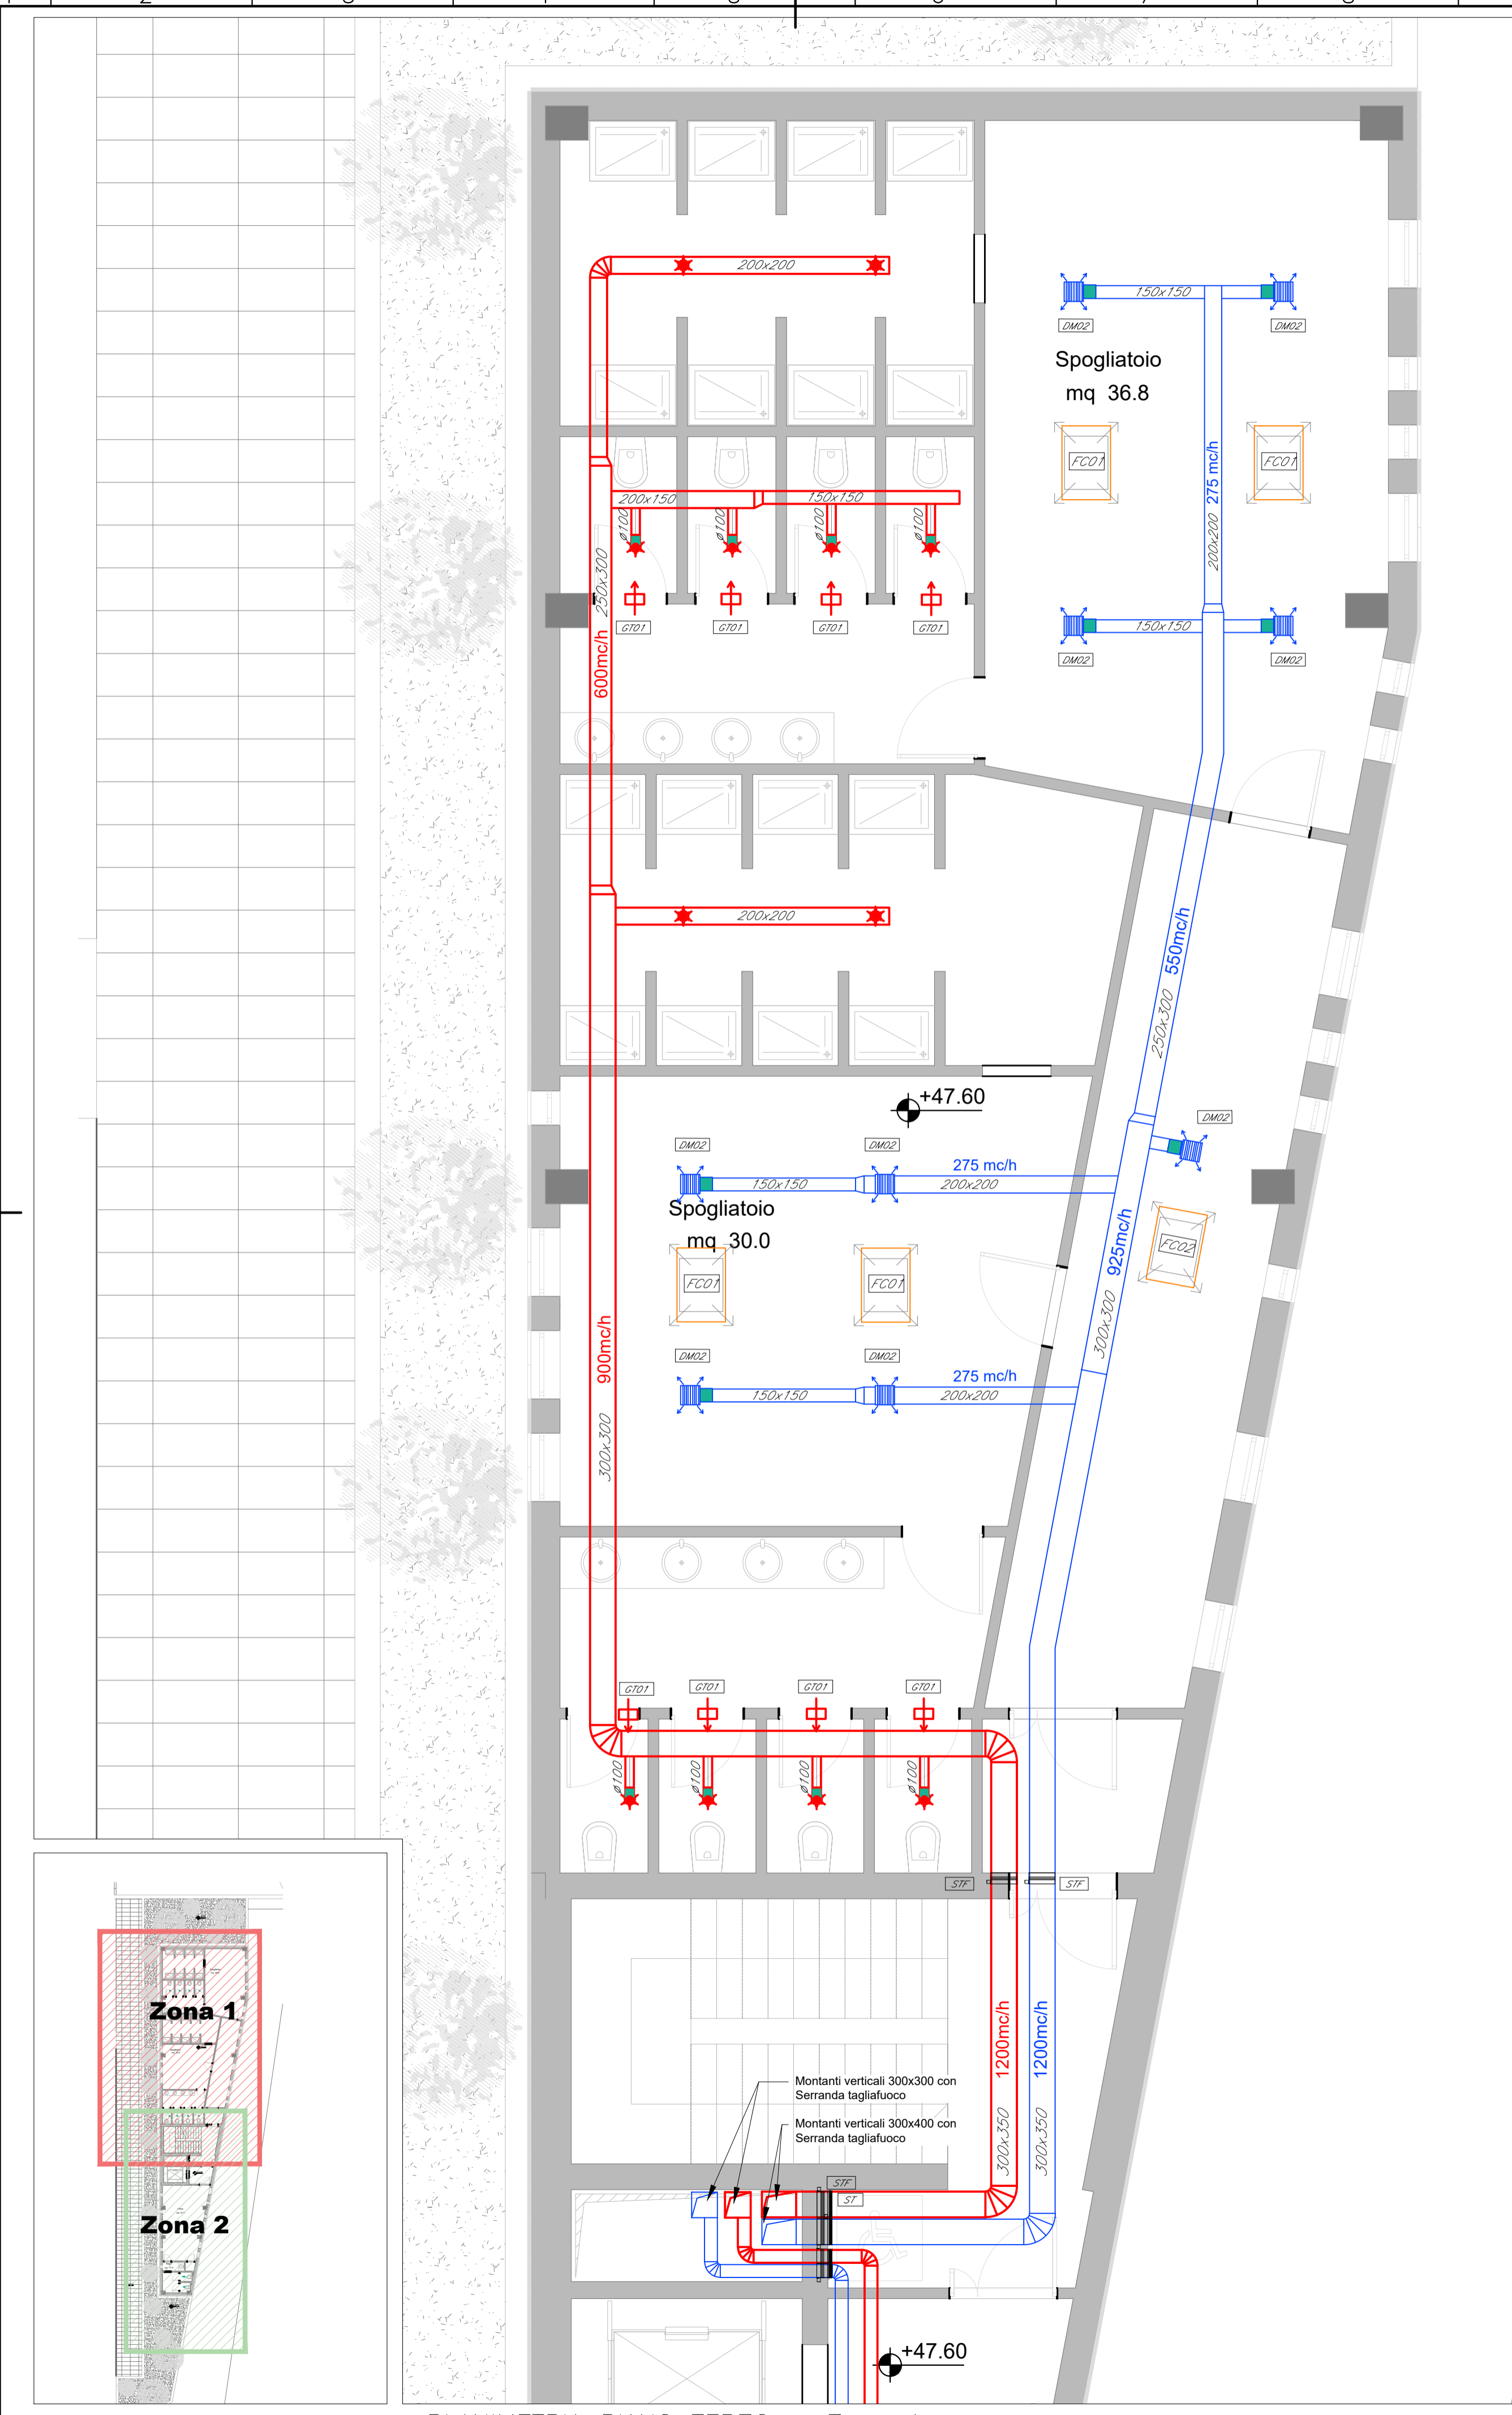 200x200
150x150
DM02
DM02
Spogliatoio
mq 36.8
FC01
FC01
275 mc/h
200x200
200x150
150x150
ø100
ø100
ø100
ø100
250x300
600mc/h
GT01
GT01
GT01
GT01
150x150
DM02
DM02
200x200
550mc/h
250x300
+47.60
DM02
DM02
DM02
275 mc/h
150x150
200x200
Spogliatoio
mq 30.0
FC01
FC01
FC02
925mc/h
300x300
900mc/h
300x300
DM02
DM02
275 mc/h
150x150
200x200
GT01
GT01
GT01
GT01
ø100
ø100
ø100
ø100
STF
STF
Zona 1
Zona 2
1200mc/h
1200mc/h
300x350
300x350
Montanti verticali 300x300 con
Serranda tagliafuoco
Montanti verticali 300x400 con
Serranda tagliafuoco
STF
ST
+47.60